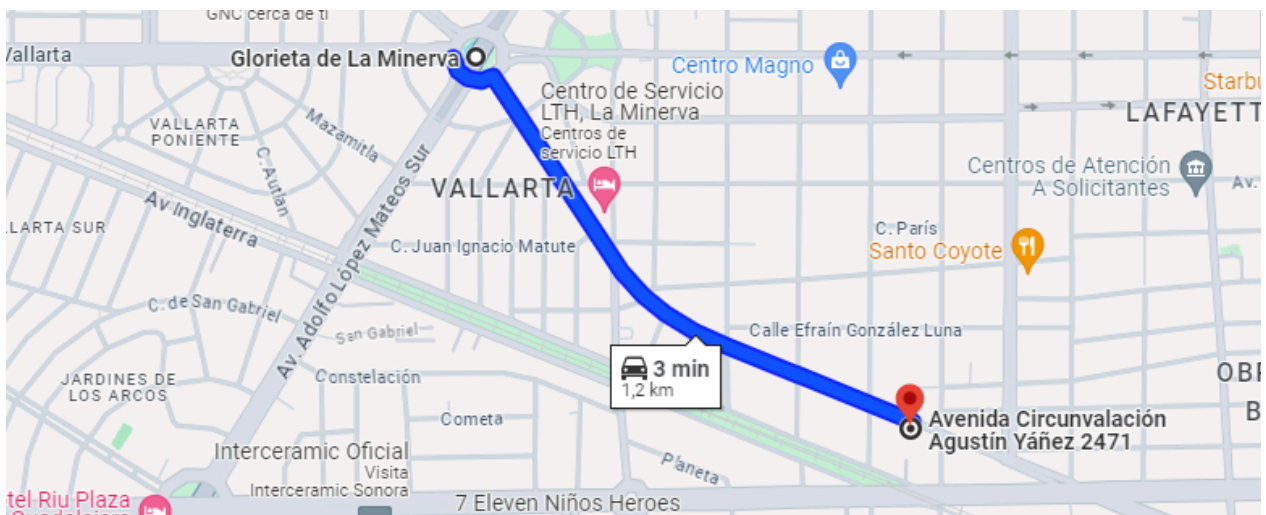 GNC cerca de ti
Vallarta
Glorieta de La Minerva
Centro Magno
Starbu
Centro de Servicio
LTH, La Minerva
Centros de
servicio LTH
LAFAYETT
VALLARTA
PONIENTE
Mazamitla
C. Autlán
Av. Adolfo López Mateos Sur
VALLARTA
Centros de Atención
A Solicitantes
Av.
Av Inglaterra
LLARTA SUR
C. Juan Ignacio Matute
C. París
Santo Coyote
C. de San Gabriel
San Gabriel
Calle Efraín González Luna
3 min
1,2 km
Constelación
JARDINES DE
LOS ARCOS
OBR
B
Cometa
Avenida Circunvalación
Agustín Yáñez 2471
Interceramic Oficial
Visita
Interceramic Sonora
Planeta
tel Riu Plaza
Guadalajara
7 Eleven Niños Heroes